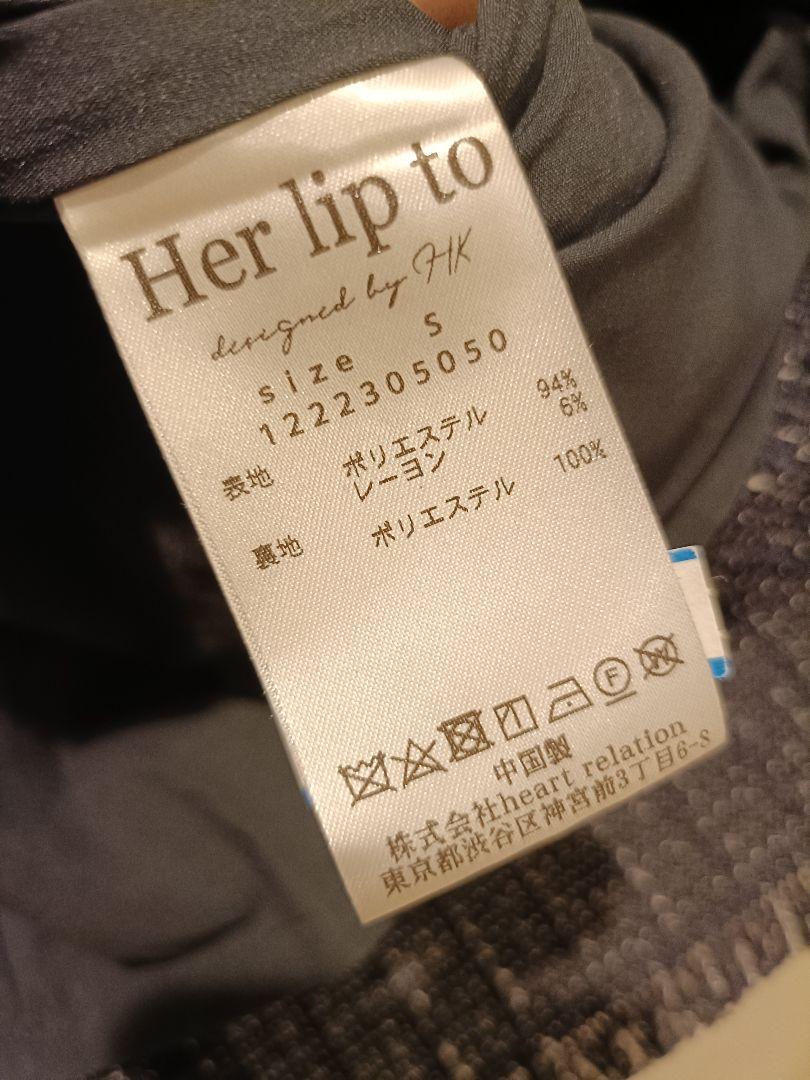 Her lip to
designed by HK
size S
1222305050
表地 ポリエステル 94%
レーヨン 6%
裏地 ポリエステル 100%
F
W
中国製
株式会社heart relation
東京都渋谷区神宮前3丁目6-8